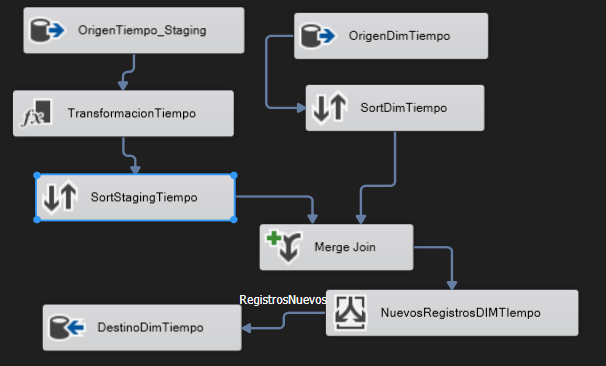 OrigenTiempo_Staging
OrigenDimTiempo
TransformacionTiempo
SortDimTiempo
SortStagingTiempo
Merge Join
RegistrosNuevos
NuevosRegistrosDIMTIempo
DestinoDimTiempo